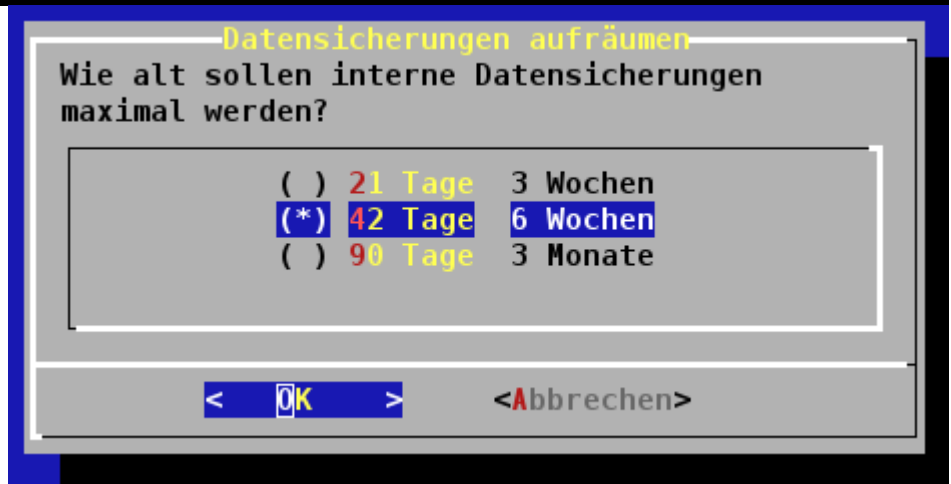 Datensicherungen aufräumen
Wie alt sollen interne Datensicherungen
maximal werden?
( ) 21 Tage 3 Wochen
(*) 42 Tage 6 Wochen
( ) 90 Tage 3 Monate
< OK > <Abbrechen>